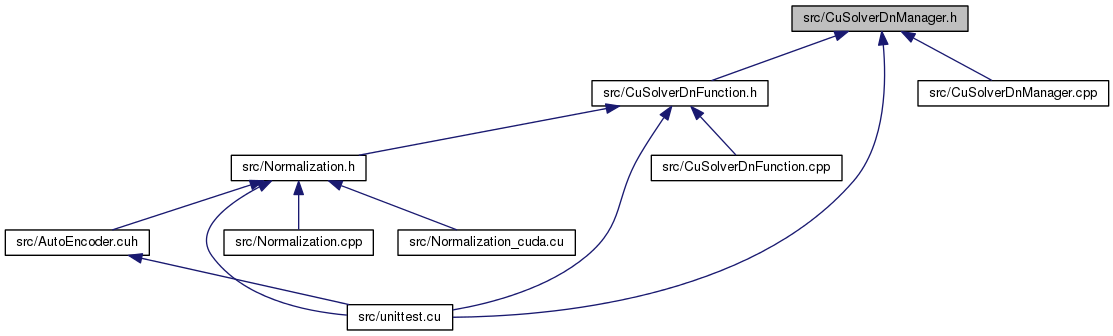 src/CuSolverDnManager.h
src/CuSolverDnFunction.h
src/CuSolverDnManager.cpp
src/Normalization.h
src/CuSolverDnFunction.cpp
src/AutoEncoder.cuh
src/Normalization.cpp
src/Normalization_cuda.cu
src/unittest.cu